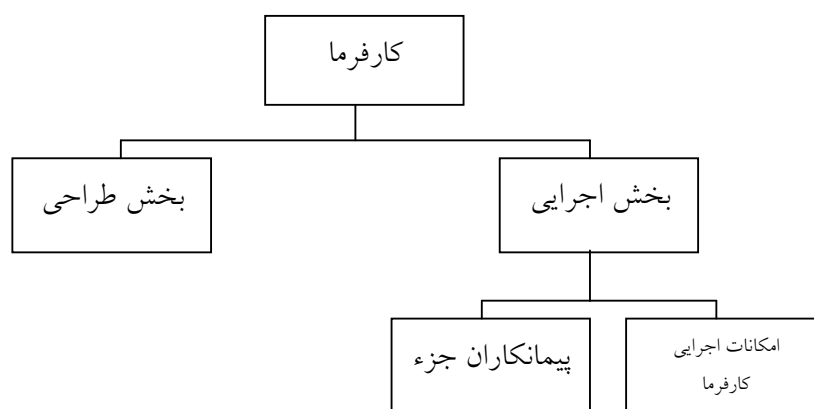 کارفرما
بخش اجرایی
بخش طراحی
امکانات اجرایی
کارفرما
پیمانکاران جزء